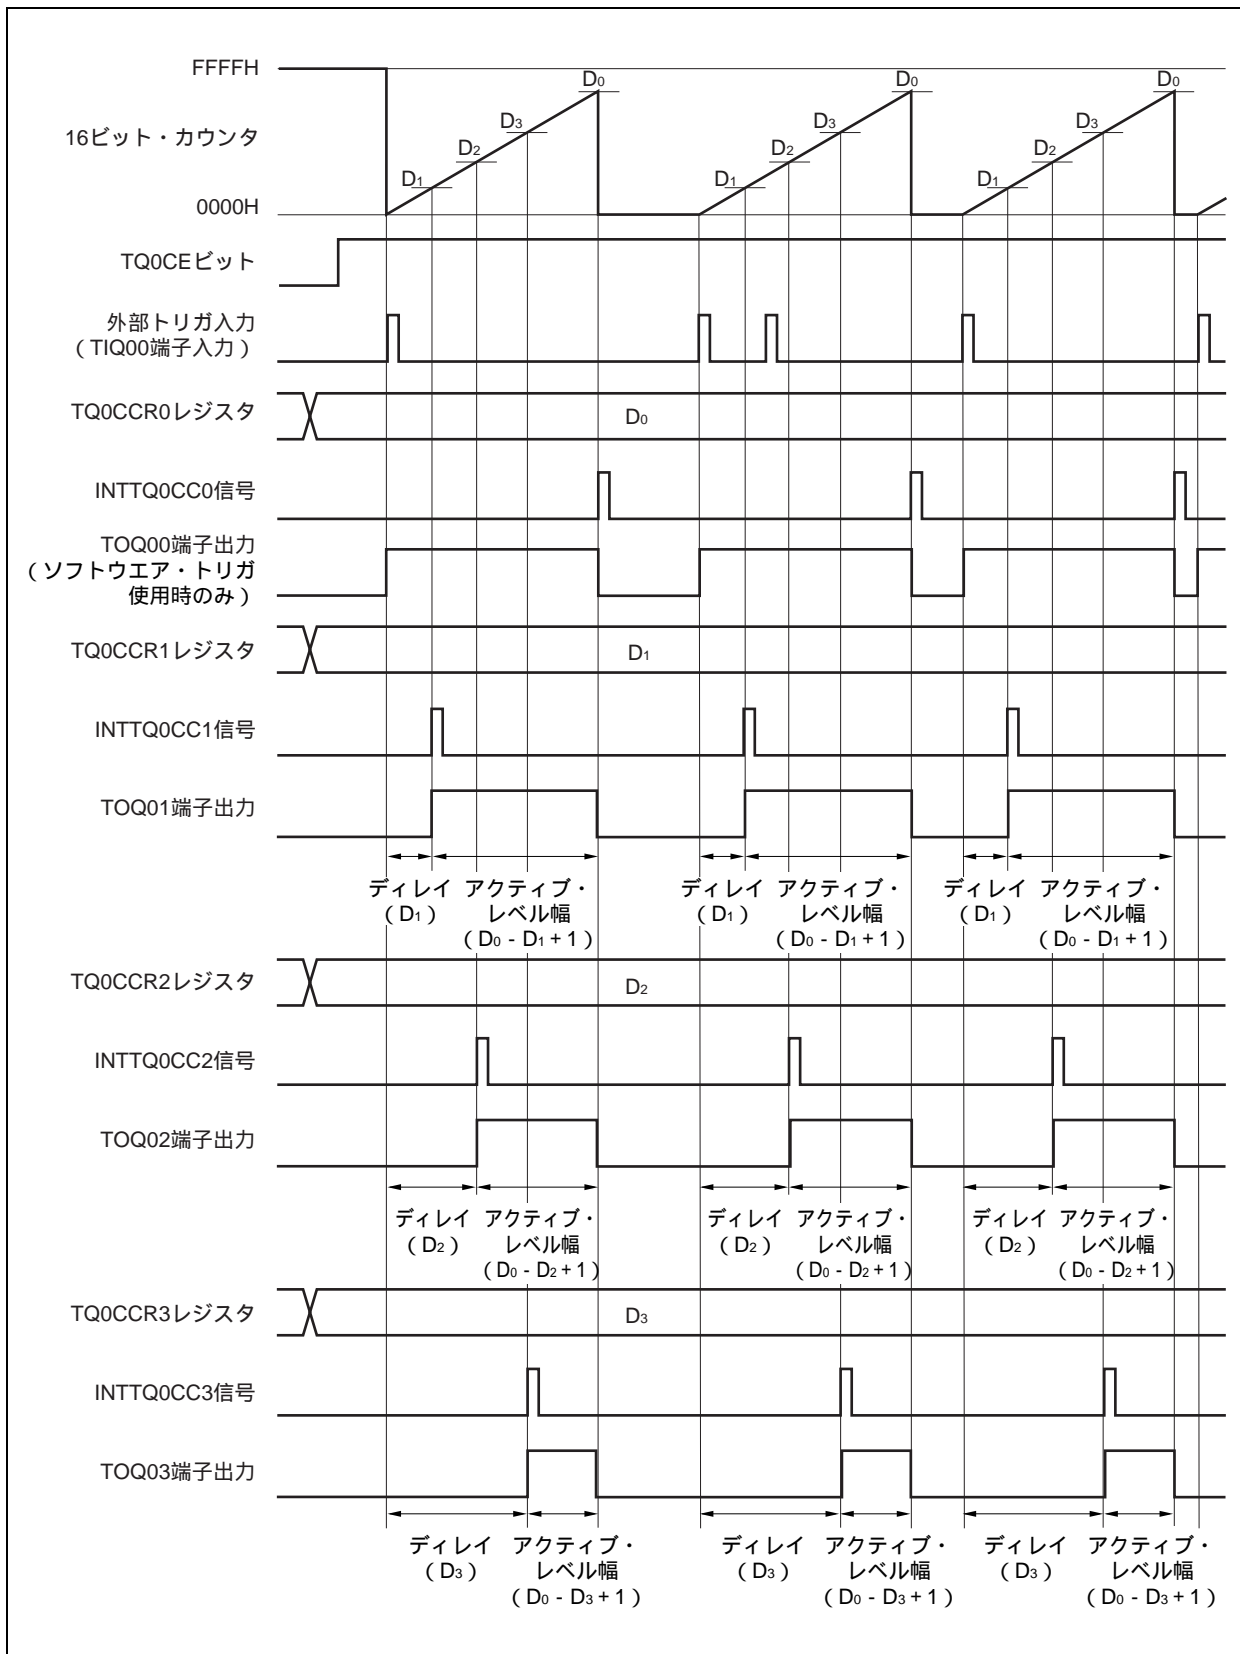 FFFFH
16ビット・カウンタ
0000H
D0
D3
D2
D1
D0
D3
D2
D1
D0
D3
D2
D1
TQ0CEビット
外部トリガ入力
（TIQ00端子入力）
TQ0CCR0レジスタ
D0
INTTQ0CC0信号
TOQ00端子出力
（ソフトウエア・トリガ
使用時のみ）
TQ0CCR1レジスタ
D1
INTTQ0CC1信号
TOQ01端子出力
ディレイ アクティブ・ ディレイ アクティブ・ ディレイ アクティブ・
（D1） レベル幅 （D1） レベル幅 （D1） レベル幅
（D0 - D1 + 1） （D0 - D1 + 1） （D0 - D1 + 1）
TQ0CCR2レジスタ
D2
INTTQ0CC2信号
TOQ02端子出力
ディレイ アクティブ・ ディレイ アクティブ・ ディレイ アクティブ・
（D2） レベル幅 （D2） レベル幅 （D2） レベル幅
（D0 - D2 + 1） （D0 - D2 + 1） （D0 - D2 + 1）
TQ0CCR3レジスタ
D3
INTTQ0CC3信号
TOQ03端子出力
ディレイ アクティブ・ ディレイ アクティブ・ ディレイ アクティブ・
（D3） レベル幅 （D3） レベル幅 （D3） レベル幅
（D0 - D3 + 1） （D0 - D3 + 1） （D0 - D3 + 1）